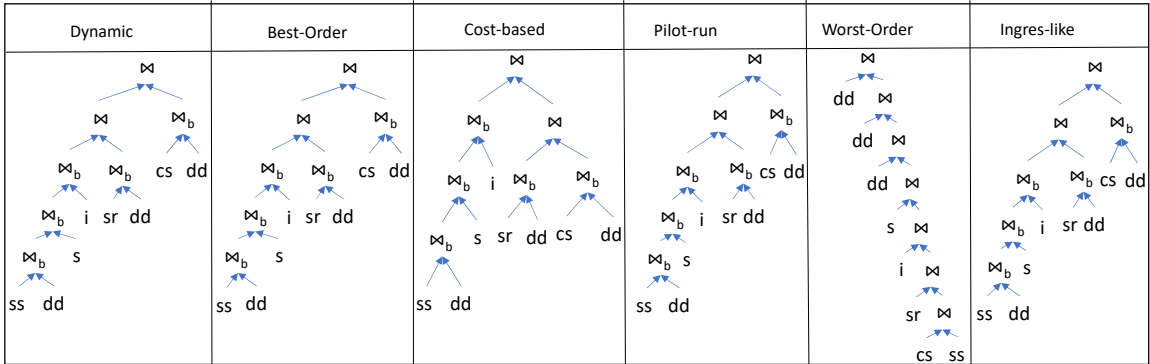 Dynamic
⋈
⋈ ⋈b
⋈b ⋈b cs dd
⋈b i sr dd
⋈b s
ss dd
Best-Order
⋈
⋈ ⋈b
⋈b ⋈b cs dd
⋈b i sr dd
⋈b s
ss dd
Cost-based
⋈
⋈b ⋈
⋈b i ⋈b ⋈b
⋈b s sr dd cs dd
ss dd
Pilot-run
⋈
⋈ ⋈b
⋈b ⋈b cs dd
⋈b i sr dd
⋈b s
ss dd
Worst-Order
⋈
dd ⋈
dd ⋈
dd ⋈
s ⋈
i ⋈
sr ⋈
cs ss
Ingres-like
⋈
⋈ ⋈b
⋈b ⋈b cs dd
⋈b i sr dd
⋈b s
ss dd